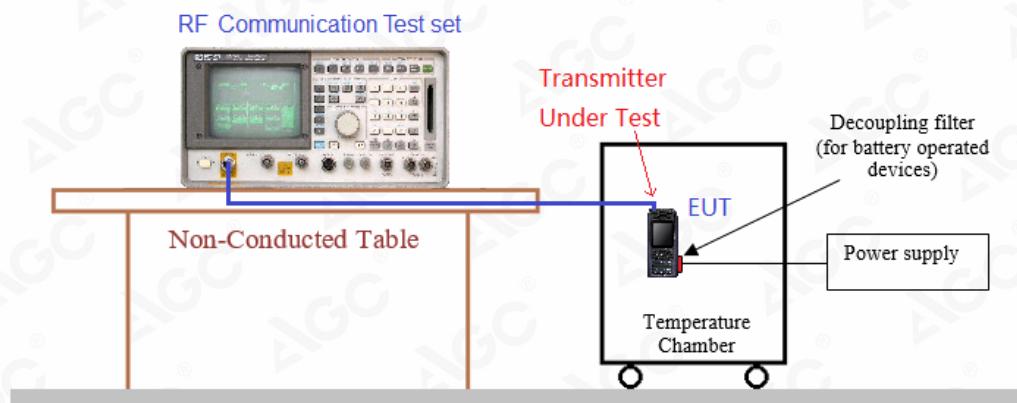 RF Communication Test set
Transmitter
Under Test
Decoupling filter
(for battery operated
devices)
EUT
Non-Conducted Table
Power supply
Temperature
Chamber
AGC